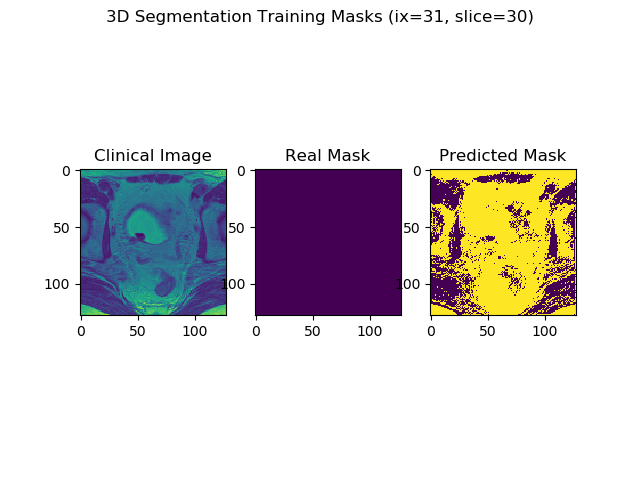 3D Segmentation Training Masks (ix=31, slice=30)
Clinical Image Real Mask Predicted Mask
0 0 0
50 50 50
100 100 100
0 50 100 0 50 100 0 50 100